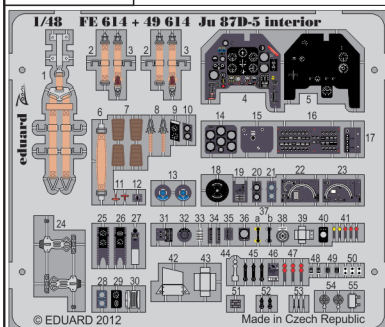 1/48 FE 614 + 49 614 Ju 87D-5 interior
1 2 3 2 3 4 5
eduard
6 7 8 9 10 14 15 16 17
11 12 13 18 19 20 21 22 23
24 25 26 27 31 32 33 34 35 36 37 a b 38 39 40 41
42 43 44 45 46 47 48 49 50
28 29 30 51 52 53 54 55
© EDUARD 2012 Made in Czech Republic